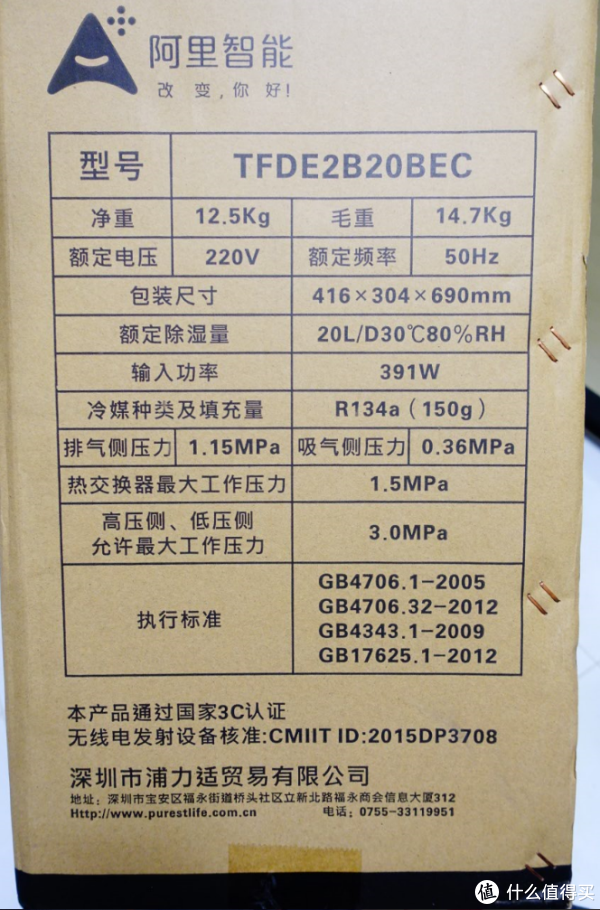 阿里智能
改变,你好!
型号 TFDE2B20BEC
净重 12.5Kg 毛重 14.7Kg
额定电压 220V 额定频率 50Hz
包装尺寸 416×304×690mm
额定除湿量 20L/D30℃80%RH
输入功率 391W
冷媒种类及填充量 R134a(150g)
排气侧压力 1.15MPa 吸气侧压力 0.36MPa
热交换器最大工作压力 1.5MPa
高压侧、低压侧
允许最大工作压力 3.0MPa
执行标准
GB4706.1-2005
GB4706.32-2012
GB4343.1-2009
GB17625.1-2012
本产品通过国家3C认证
无线电发射设备核准:CMIIT ID:2015DP3708
深圳市浦力适贸易有限公司
地址:深圳市宝安区福永街道桥头社区立新北路福永商会信息大厦312
Http://www.purestlife.com.cn 电话:0755-33119951
值 什么值得买